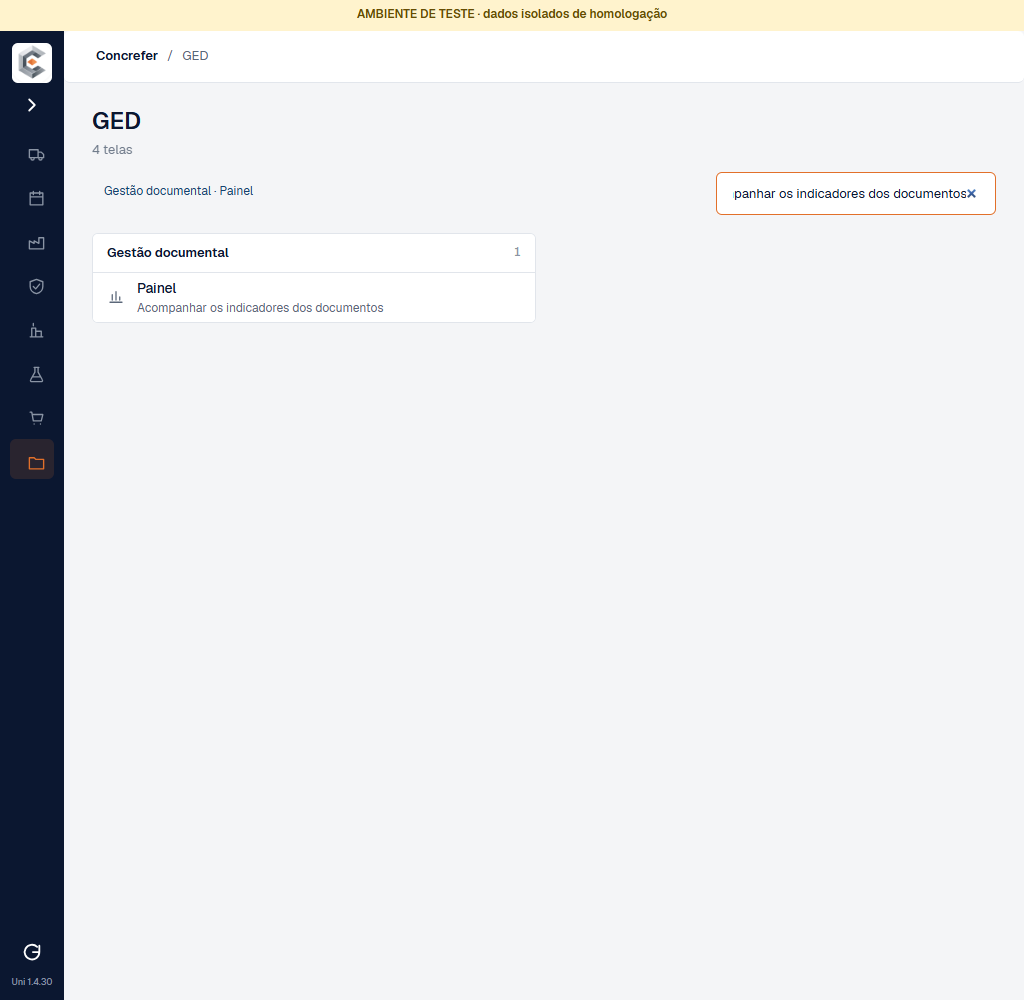 AMBIENTE DE TESTE · dados isolados de homologação
Concrefer / GED
GED
4 telas
Gestão documental · Painel
panhar os indicadores dos documentos
Gestão documental 1
Painel
Acompanhar os indicadores dos documentos
Uni 1.4.30